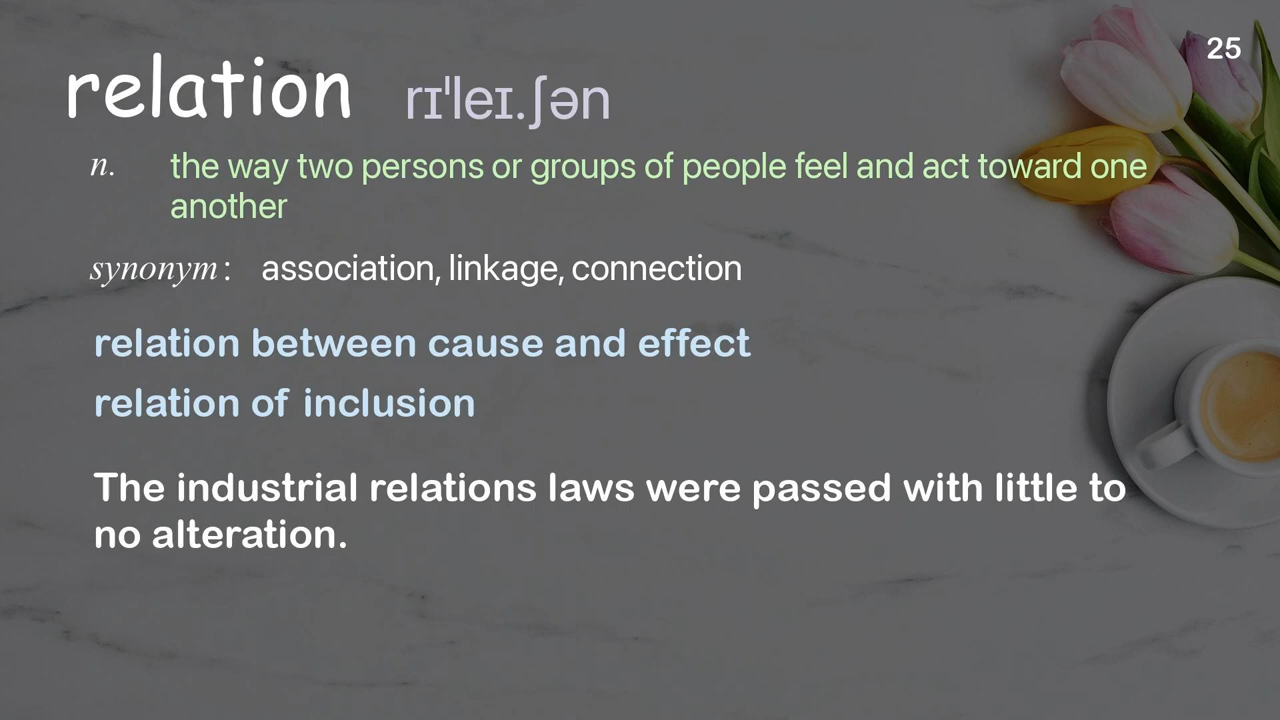 25
relation rɪˈleɪ.ʃən
n. the way two persons or groups of people feel and act toward one
another
synonym: association, linkage, connection
relation between cause and effect
relation of inclusion
The industrial relations laws were passed with little to
no alteration.